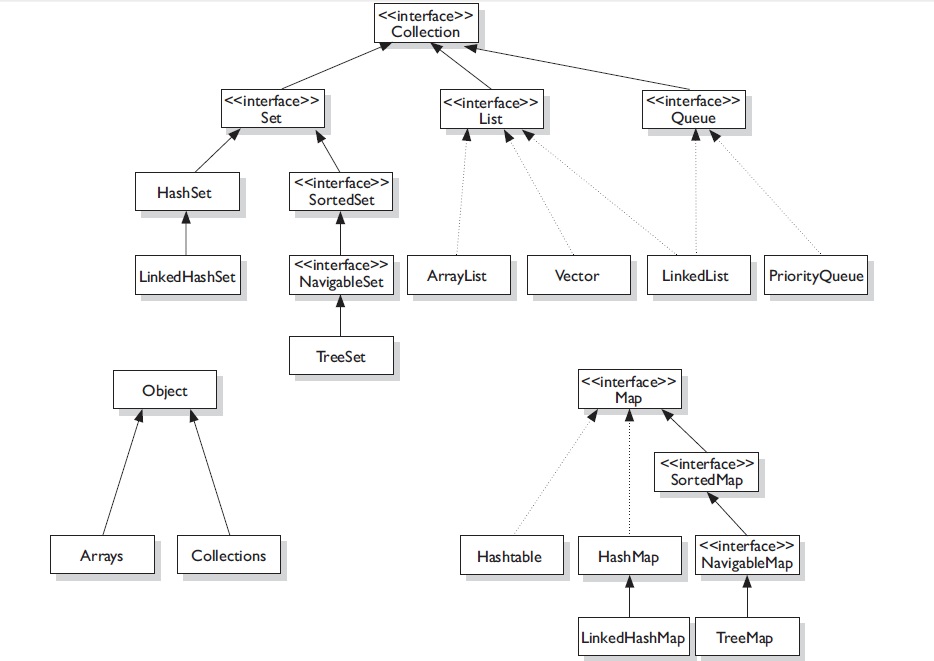 <<interface>>
Collection
<<interface>>
Set
<<interface>>
List
<<interface>>
Queue
HashSet
<<interface>>
SortedSet
LinkedHashSet
<<interface>>
NavigableSet
ArrayList
Vector
LinkedList
PriorityQueue
TreeSet
Object
<<interface>>
Map
<<interface>>
SortedMap
Arrays
Collections
Hashtable
HashMap
<<interface>>
NavigableMap
LinkedHashMap
TreeMap